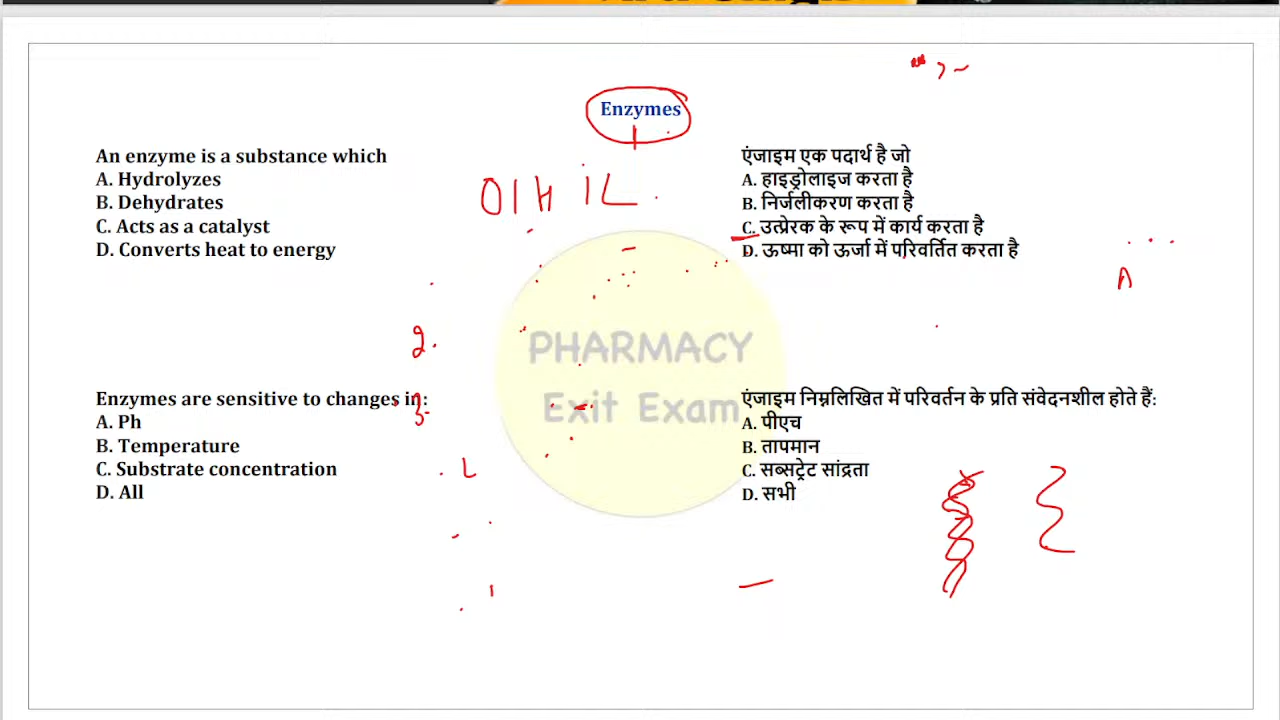 Enzymes
An enzyme is a substance which
A. Hydrolyzes
B. Dehydrates
C. Acts as a catalyst
D. Converts heat to energy
एंजाइम एक पदार्थ है जो
A. हाइड्रोलाइज करता है
B. निर्जलीकरण करता है
C. उत्प्रेरक के रूप में कार्य करता है
D. ऊष्मा को ऊर्जा में परिवर्तित करता है
OIHIL
A
2.
3.
L
PHARMACY
Exit Exam
Enzymes are sensitive to changes in:
A. Ph
B. Temperature
C. Substrate concentration
D. All
एंजाइम निम्नलिखित में परिवर्तन के प्रति संवेदनशील होते हैं:
A. पीएच
B. तापमान
C. सब्सट्रेट सांद्रता
D. सभी